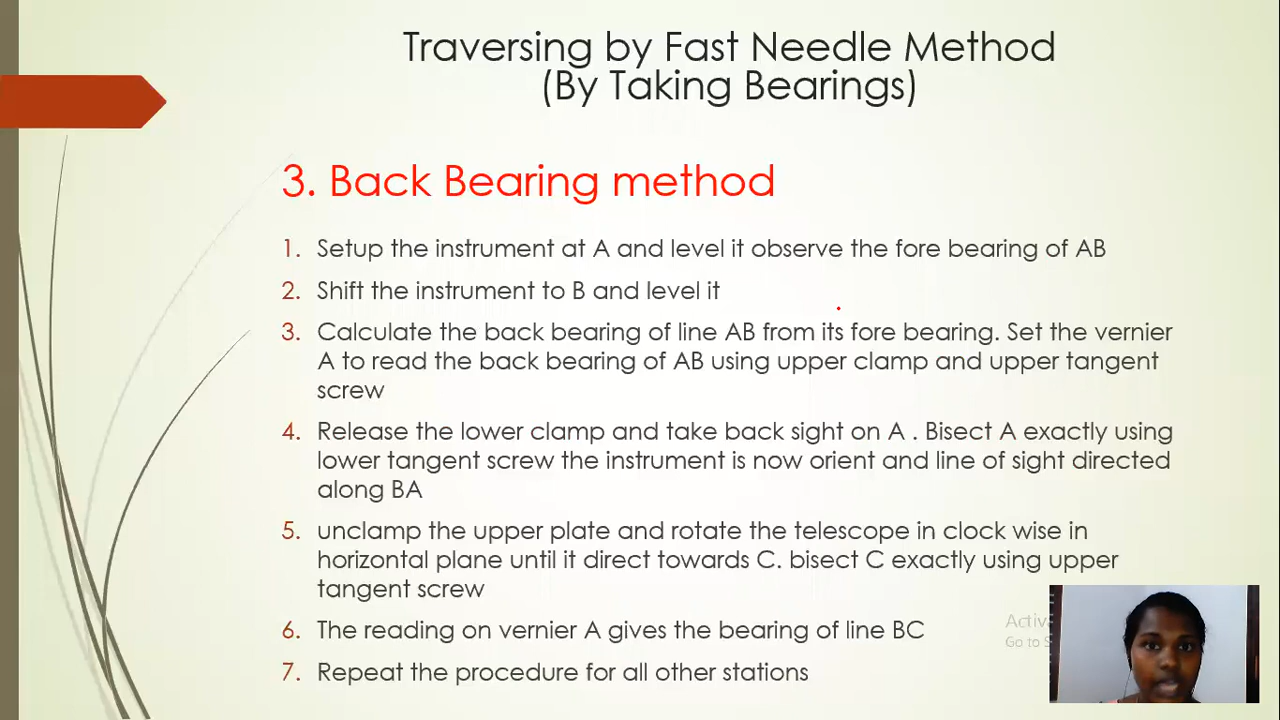 Traversing by Fast Needle Method
(By Taking Bearings)
3. Back Bearing method
1. Setup the instrument at A and level it observe the fore bearing of AB
2. Shift the instrument to B and level it
3. Calculate the back bearing of line AB from its fore bearing. Set the vernier
A to read the back bearing of AB using upper clamp and upper tangent
screw
4. Release the lower clamp and take back sight on A . Bisect A exactly using
lower tangent screw the instrument is now orient and line of sight directed
along BA
5. unclamp the upper plate and rotate the telescope in clock wise in
horizontal plane until it direct towards C. bisect C exactly using upper
tangent screw
6. The reading on vernier A gives the bearing of line BC
7. Repeat the procedure for all other stations
Go to